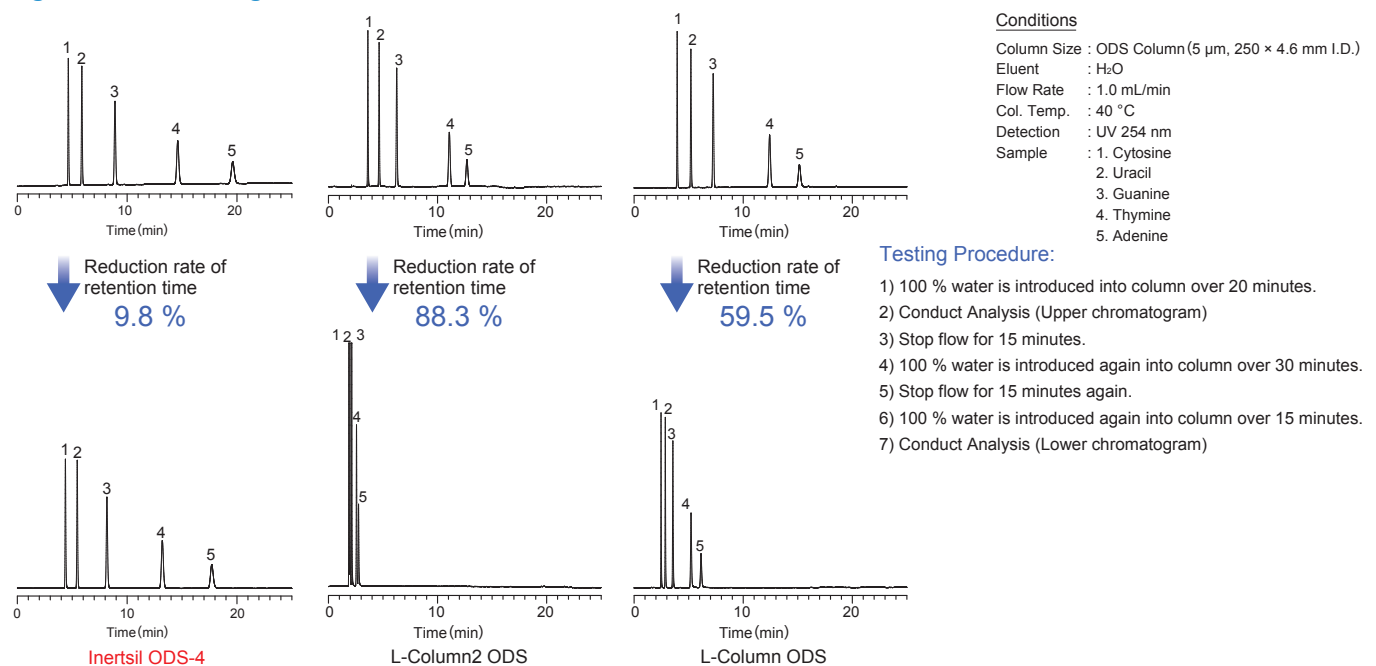 1
2
3
4
5
0
10
20
Time (min)
1
2
3
4
5
0
10
20
Time (min)
1
2
3
4
5
0
10
20
Time (min)
Conditions
Column Size : ODS Column (5 μm, 250 × 4.6 mm I.D.)
Eluent : H₂O
Flow Rate : 1.0 mL/min
Col. Temp. : 40 °C
Detection : UV 254 nm
Sample : 1. Cytosine
2. Uracil
3. Guanine
4. Thymine
5. Adenine
Reduction rate of
retention time
9.8 %
Reduction rate of
retention time
88.3 %
Reduction rate of
retention time
59.5 %
Testing Procedure:
1) 100 % water is introduced into column over 20 minutes.
2) Conduct Analysis (Upper chromatogram)
3) Stop flow for 15 minutes.
4) 100 % water is introduced again into column over 30 minutes.
5) Stop flow for 15 minutes again.
6) 100 % water is introduced again into column over 15 minutes.
7) Conduct Analysis (Lower chromatogram)
1
2
3
4
5
0
10
20
Time (min)
Inertsil ODS-4
1
2
3
4
5
0
10
20
Time (min)
L-Column2 ODS
1
2
3
4
5
0
10
20
Time (min)
L-Column ODS